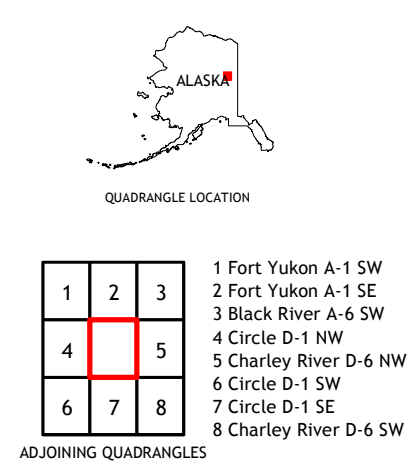 ALASKA
QUADRANGLE LOCATION
1 2 3
4 5
6 7 8
1 Fort Yukon A-1 SW
2 Fort Yukon A-1 SE
3 Black River A-6 SW
4 Circle D-1 NW
5 Charley River D-6 NW
6 Circle D-1 SW
7 Circle D-1 SE
8 Charley River D-6 SW
ADJOINING QUADRANGLES